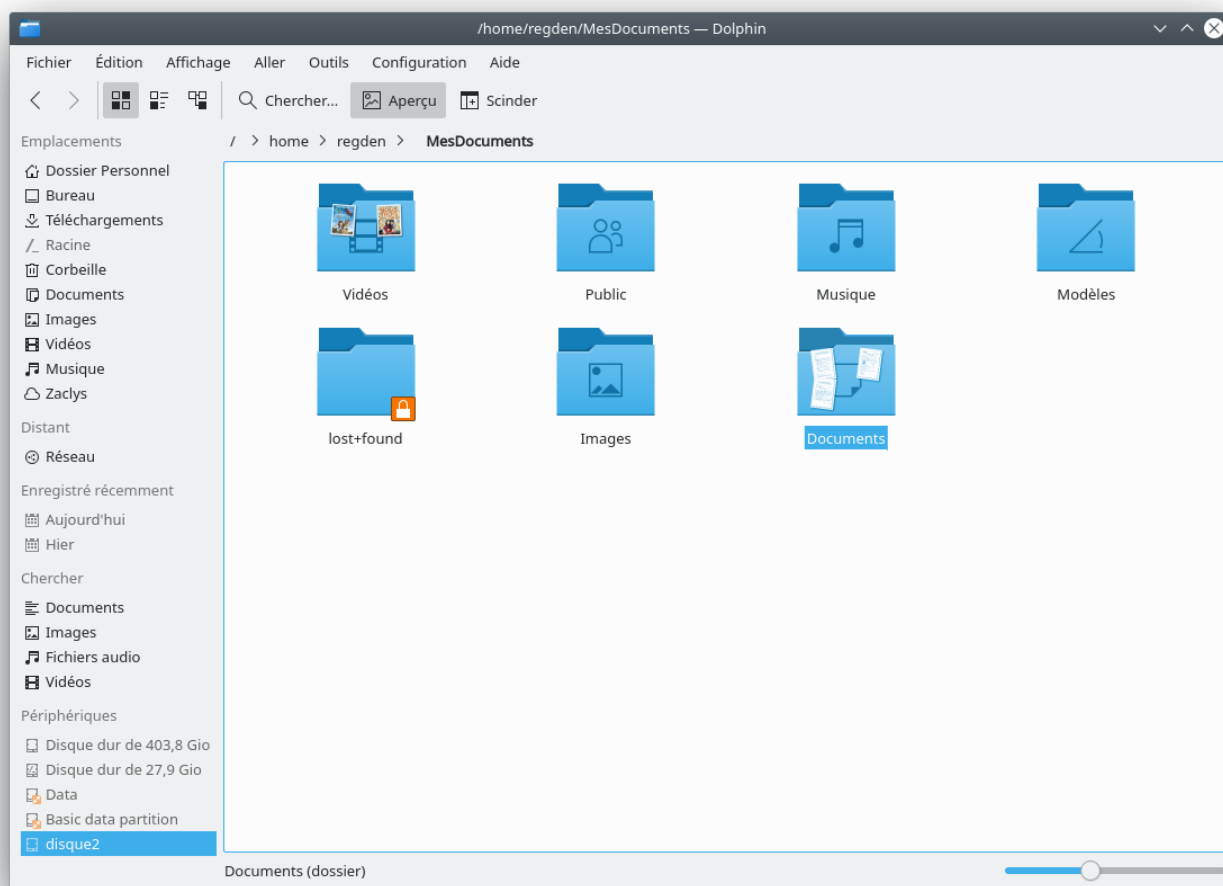 /home/regden/MesDocuments — Dolphin
Fichier Édition Affichage Aller Outils Configuration Aide
Chercher... Aperçu Scinder
Emplacements
/ > home > regden > MesDocuments
Dossier Personnel
Bureau
Téléchargements
Racine
Corbeille
Documents
Images
Vidéos
Musique
Zaclys
Distant
Réseau
Enregistré récemment
Aujourd'hui
Hier
Chercher
Documents
Images
Fichiers audio
Vidéos
Périphériques
Disque dur de 403,8 Gio
Disque dur de 27,9 Gio
Data
Basic data partition
disque2
Vidéos Public Musique Modèles
lost+found Images Documents
Documents (dossier)